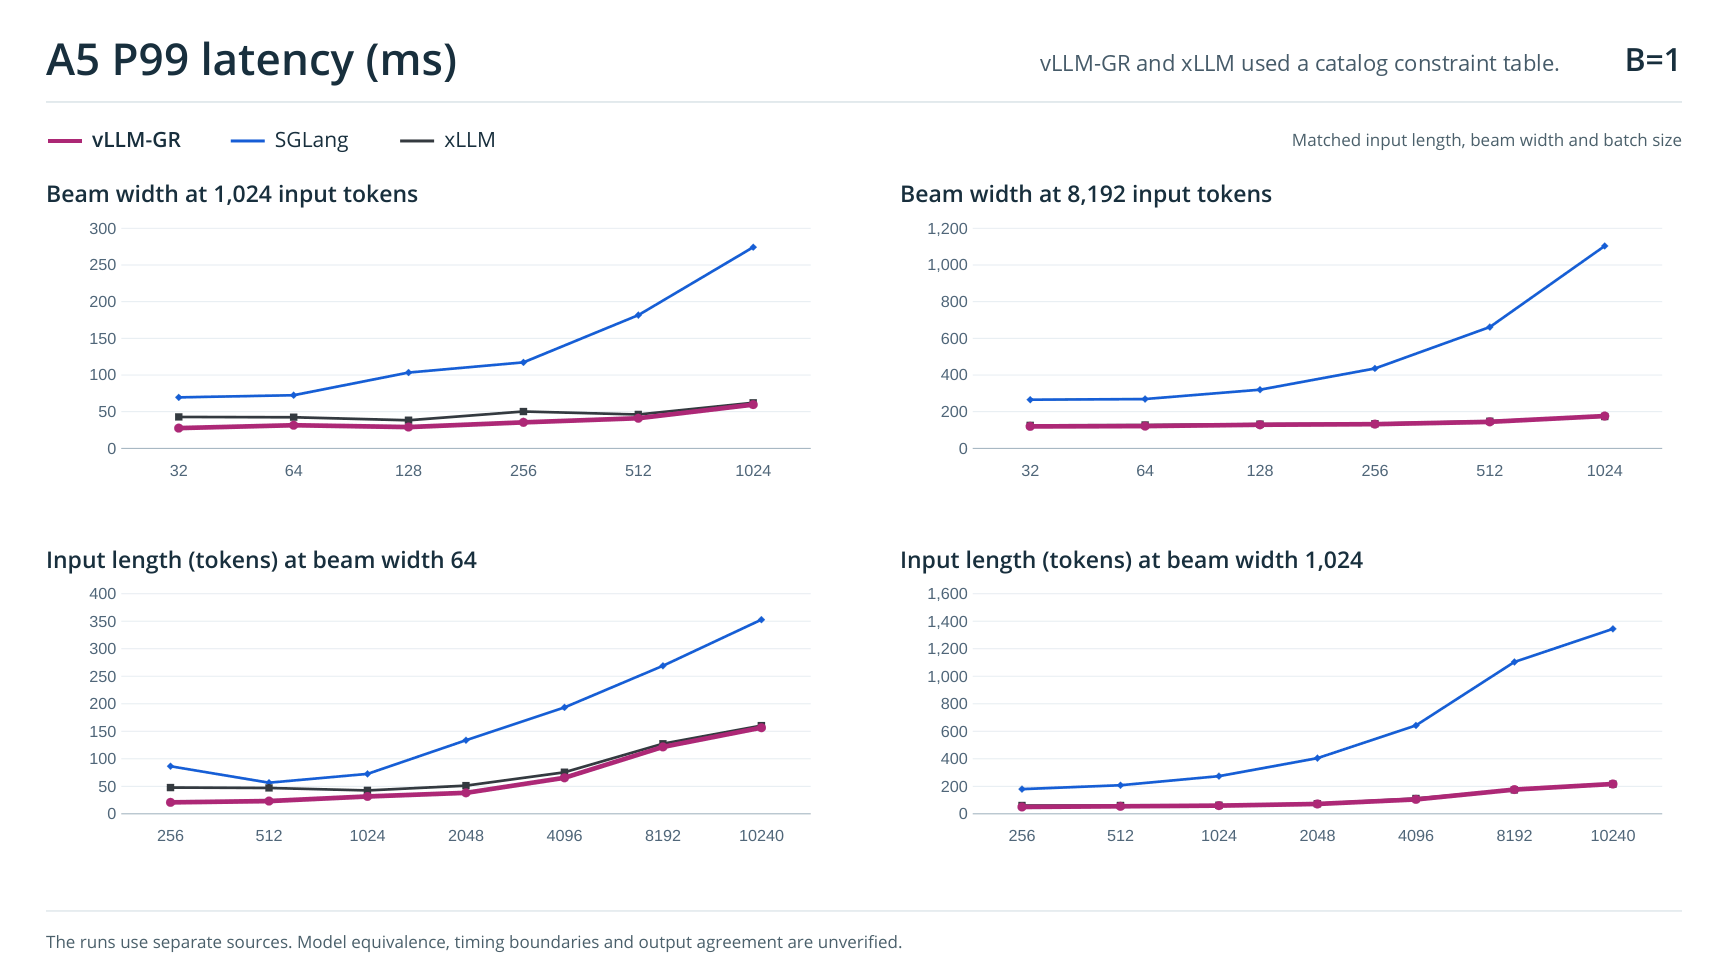 A5 P99 latency (ms)
vLLM-GR and xLLM used a catalog constraint table.
B=1
vLLM-GR
SGLang
xLLM
Matched input length, beam width and batch size
Beam width at 1,024 input tokens
300
250
200
150
100
50
0
32 64 128 256 512 1024
Beam width at 8,192 input tokens
1,200
1,000
800
600
400
200
0
32 64 128 256 512 1024
Input length (tokens) at beam width 64
400
350
300
250
200
150
100
50
0
256 512 1024 2048 4096 8192 10240
Input length (tokens) at beam width 1,024
1,600
1,400
1,200
1,000
800
600
400
200
0
256 512 1024 2048 4096 8192 10240
The runs use separate sources. Model equivalence, timing boundaries and output agreement are unverified.